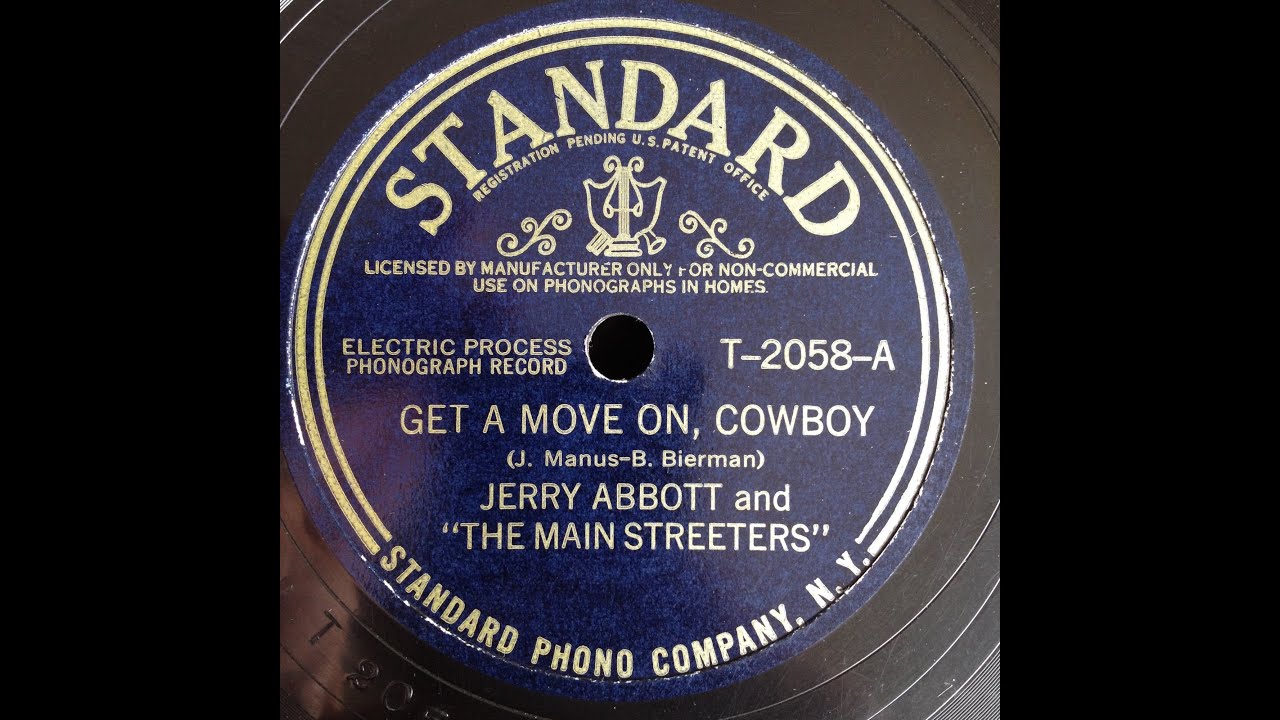 STANDARD
REGISTRATION PENDING U.S. PATENT OFFICE
LICENSED BY MANUFACTURER ONLY FOR NON-COMMERCIAL
USE ON PHONOGRAPHS IN HOMES.
ELECTRIC PROCESS
PHONOGRAPH RECORD
T-2058-A
GET A MOVE ON, COWBOY
(J. Manus-B. Bierman)
JERRY ABBOTT and
"THE MAIN STREETERS"
STANDARD PHONO COMPANY, N. Y.
T 20